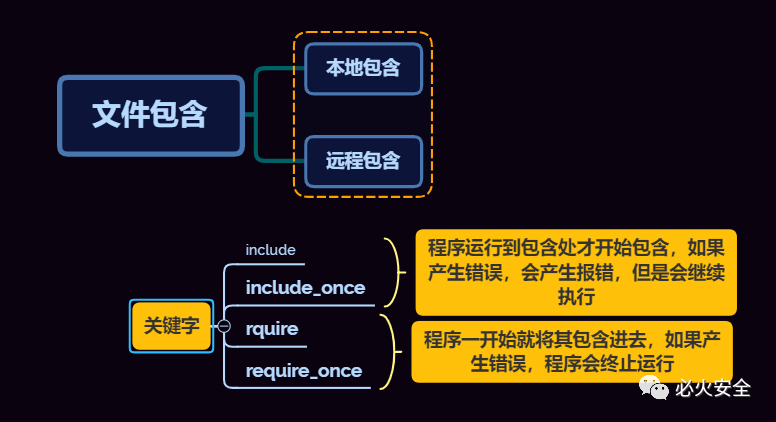 文件包含
本地包含
远程包含
关键字
include
include_once
rquire
require_once
程序运行到包含处才开始包含，如果
产生错误，会产生报错，但是会继续
执行
程序一开始就将其包含进去，如果产
生错误，程序会终止运行
必火安全